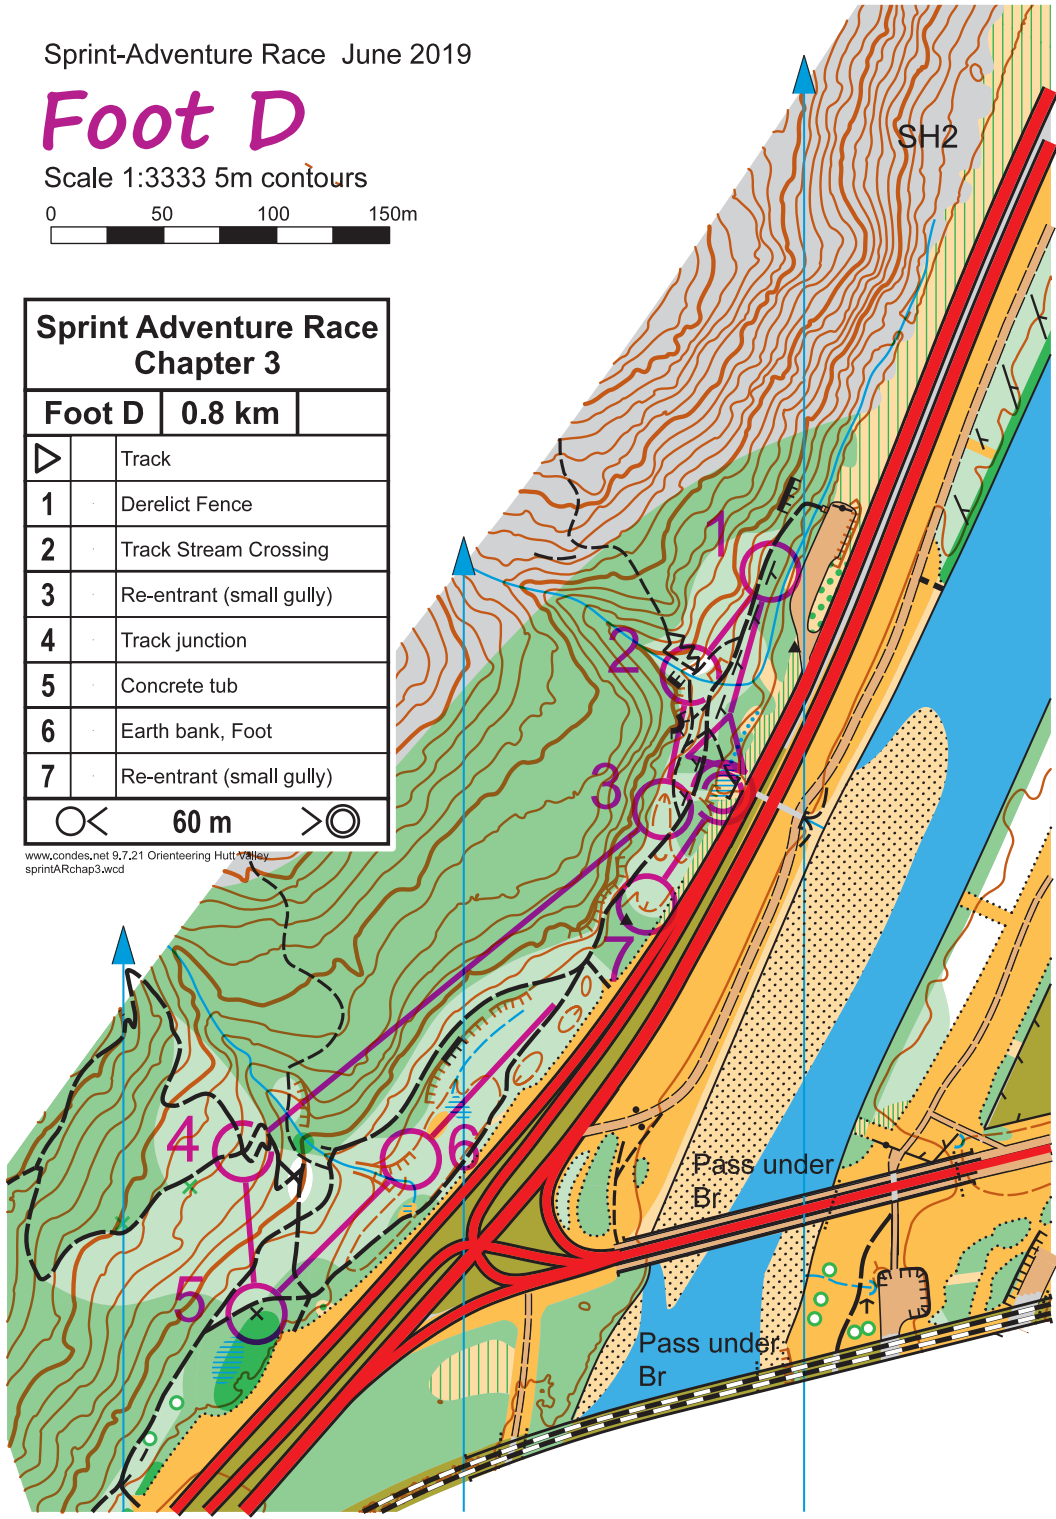 Sprint-Adventure Race June 2019
Foot D
Scale 1:3333 5m contours
0 50 100 150m
Sprint Adventure Race
Chapter 3
Foot D 0.8 km
Track
1 Derelict Fence
2 Track Stream Crossing
3 Re-entrant (small gully)
4 Track junction
5 Concrete tub
6 Earth bank, Foot
7 Re-entrant (small gully)
60 m
www.condes.net 9.7.21 Orienteering Hutt Valley
sprintARchap3.wcd
SH2
1
2
3
7
4
6
5
Pass under
Br
Pass under
Br